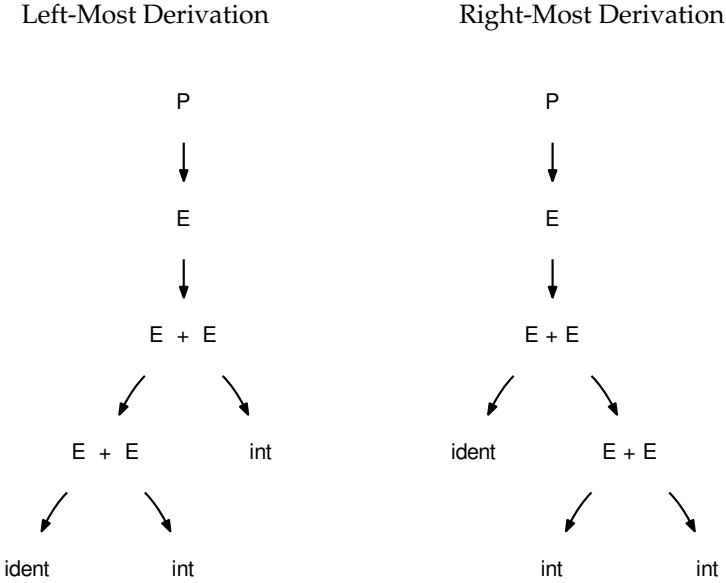 Left-Most Derivation Right-Most Derivation
P P
E E
E + E E + E
E + E int ident E + E
ident int int int